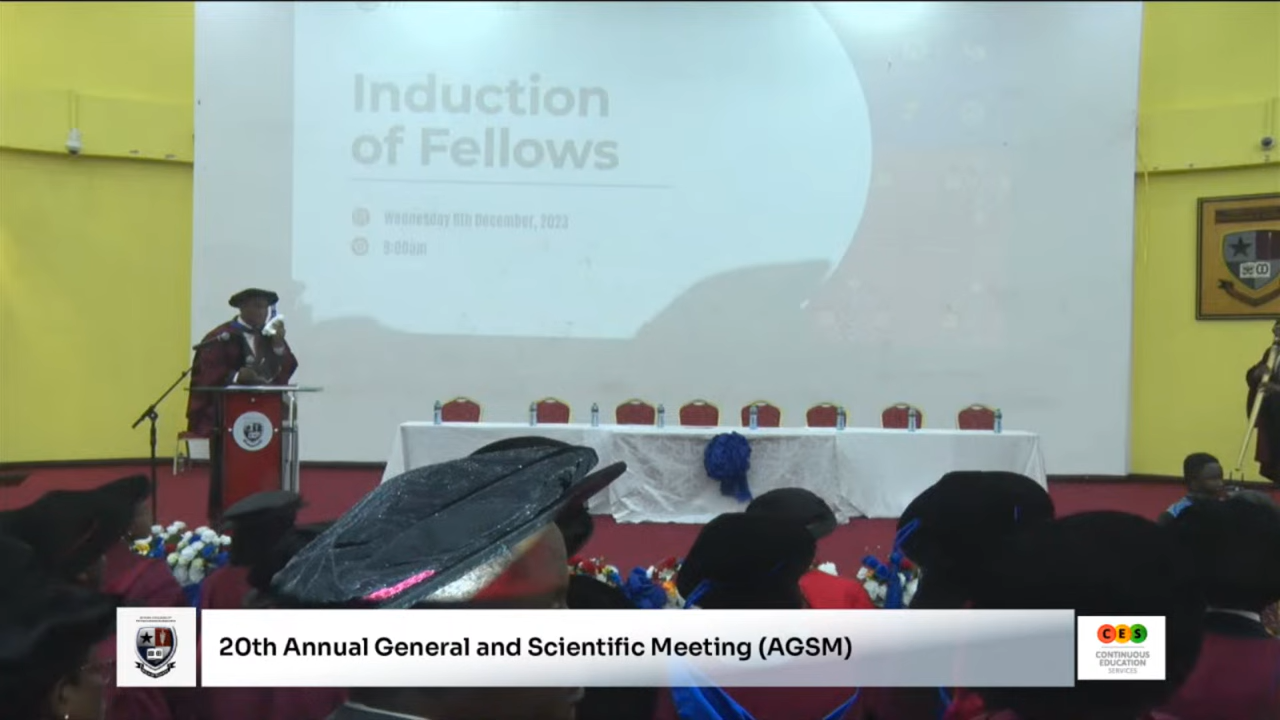 Induction
of Fellows
Wednesday 6th December, 2023
9:00am
20th Annual General and Scientific Meeting (AGSM)
CES
CONTINUOUS
EDUCATION
SERVICES